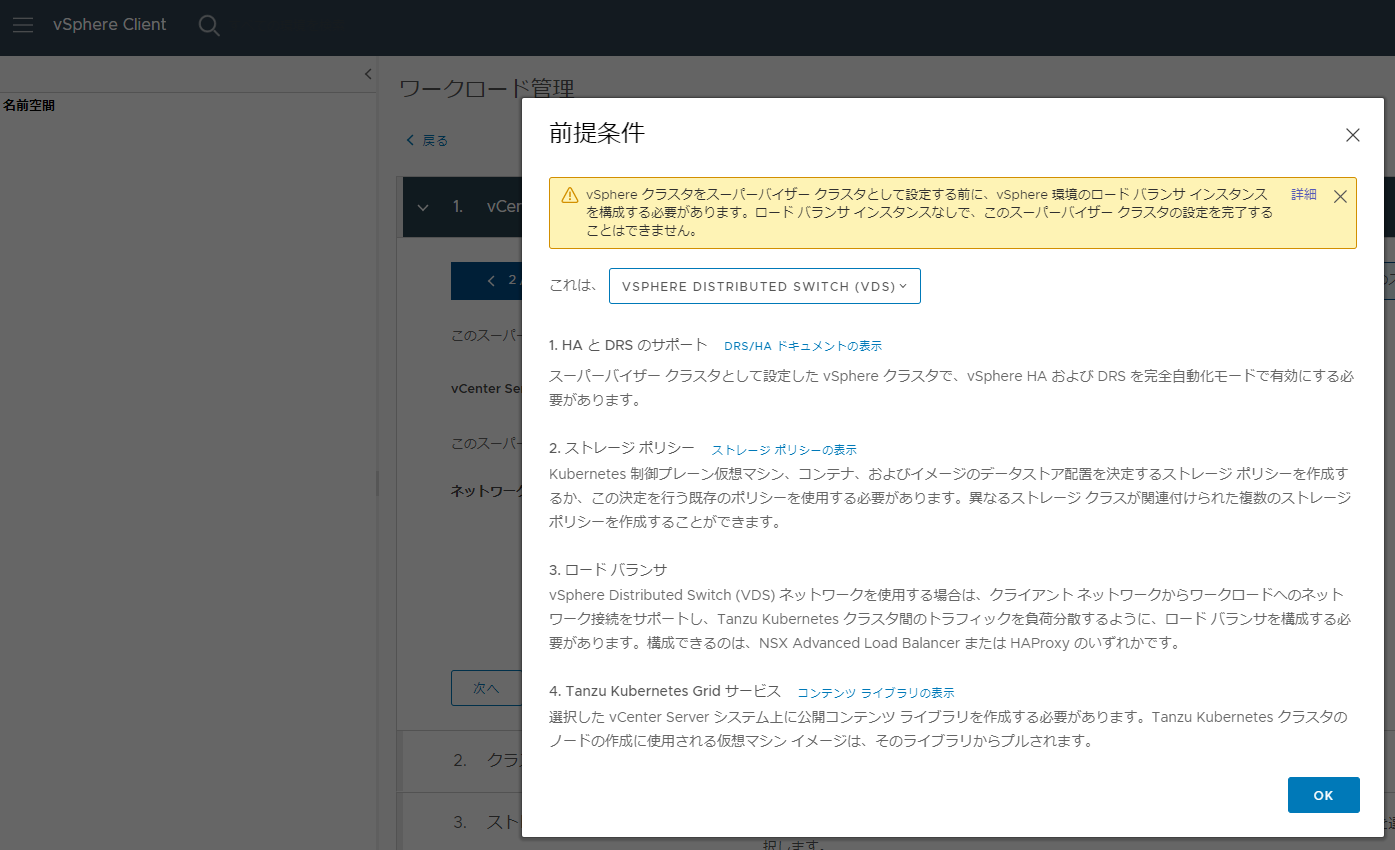 vSphere Client
名前空間
ワークロード管理
戻る
1. vCer
2
このスーパー
vCenter Se
このスーパー
ネットワーク
次へ
2. クラ
3. スト
択します。
前提条件
vSphere クラスタをスーパーバイザー クラスタとして設定する前に、vSphere 環境のロード バランサ インスタンス 詳細
を構成する必要があります。ロード バランサ インスタンスなしで、このスーパーバイザー クラスタの設定を完了する
ことはできません。
これは、 VSPHERE DISTRIBUTED SWITCH (VDS)
1. HA と DRS のサポート DRS/HA ドキュメントの表示
スーパーバイザー クラスタとして設定した vSphere クラスタで、vSphere HA および DRS を完全自動化モードで有効にする必
要があります。
2. ストレージ ポリシー ストレージ ポリシーの表示
Kubernetes 制御プレーン仮想マシン、コンテナ、およびイメージのデータストア配置を決定するストレージ ポリシーを作成す
るか、この決定を行う既存のポリシーを使用する必要があります。異なるストレージ クラスが関連付けられた複数のストレージ
ポリシーを作成することができます。
3. ロード バランサ
vSphere Distributed Switch (VDS) ネットワークを使用する場合は、クライアント ネットワークからワークロードへのネット
ワーク接続をサポートし、Tanzu Kubernetes クラスタ間のトラフィックを負荷分散するように、ロード バランサを構成する必
要があります。構成できるのは、NSX Advanced Load Balancer または HAProxy のいずれかです。
4. Tanzu Kubernetes Grid サービス コンテンツ ライブラリの表示
選択した vCenter Server システム上に公開コンテンツ ライブラリを作成する必要があります。Tanzu Kubernetes クラスタの
ノードの作成に使用される仮想マシン イメージは、そのライブラリからプルされます。
OK